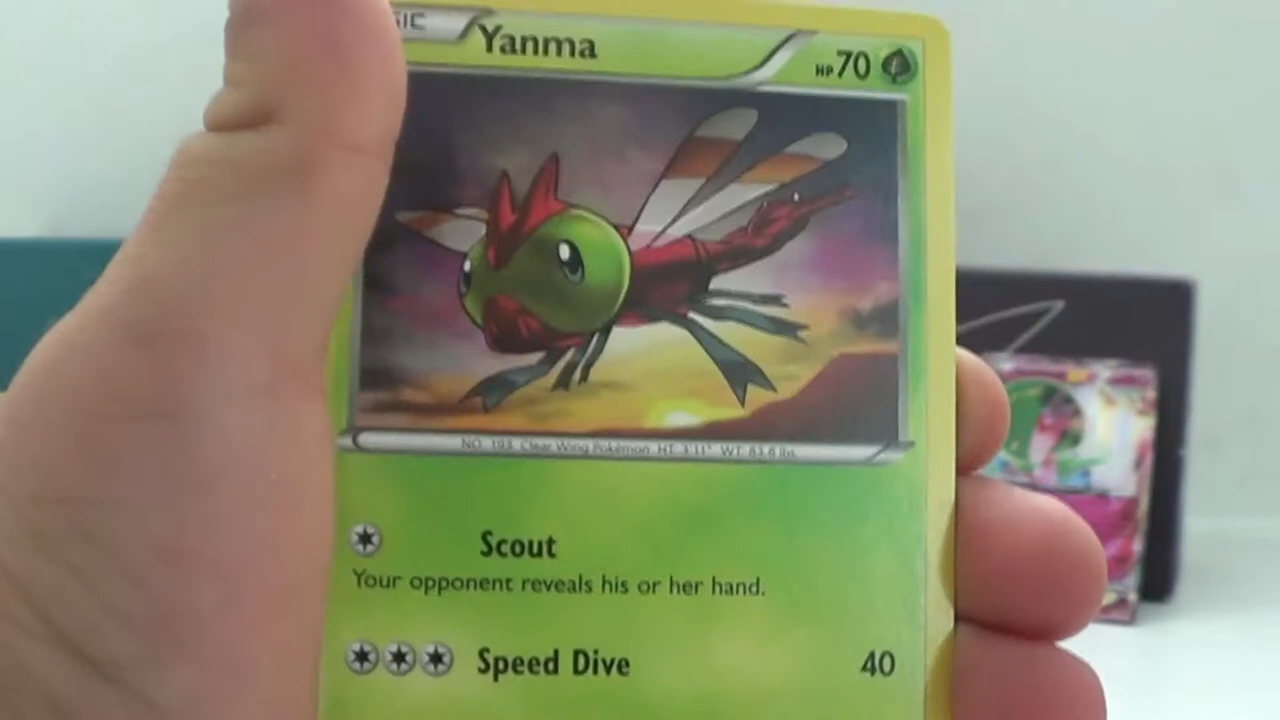 SIC
Yanma
HP70
NO. 193 Clear Wing Pokémon HT: 3'11" WT: 83.8 lbs.
Scout
Your opponent reveals his or her hand.
Speed Dive 40